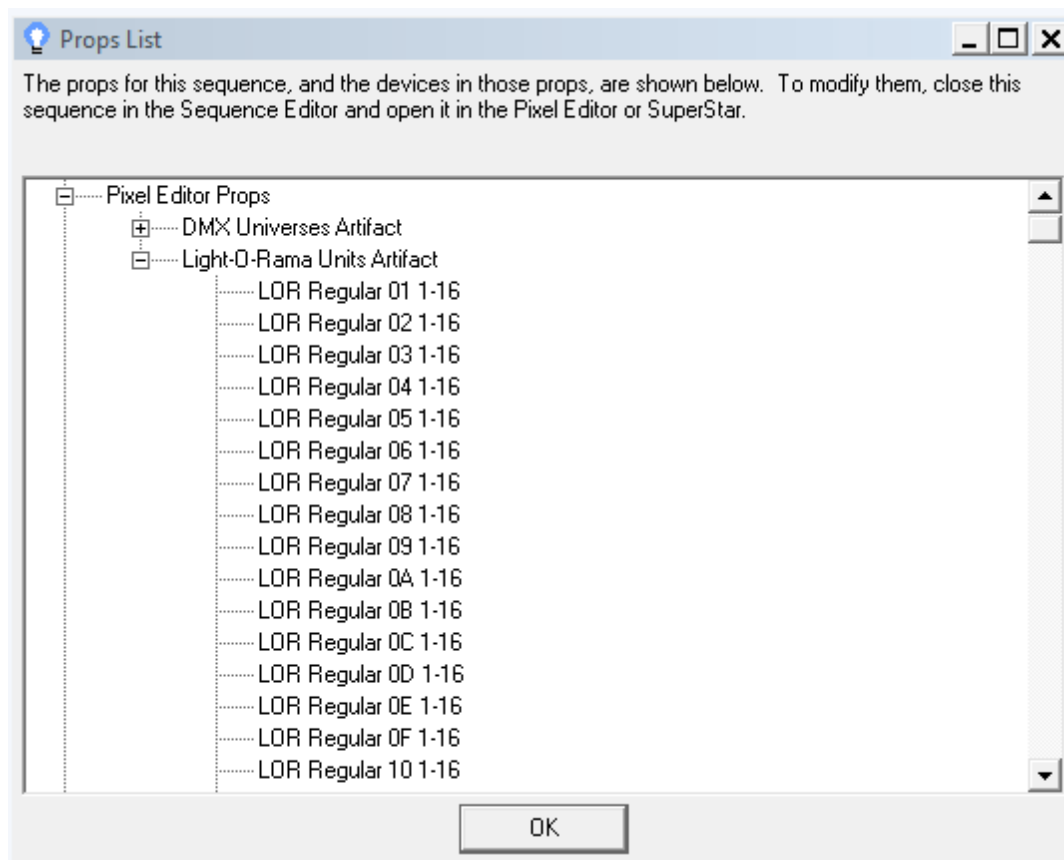 Props List
The props for this sequence, and the devices in those props, are shown below.  To modify them, close this
sequence in the Sequence Editor and open it in the Pixel Editor or SuperStar.
Pixel Editor Props
DMX Universes Artifact
Light-O-Rama Units Artifact
LOR Regular 01 1-16
LOR Regular 02 1-16
LOR Regular 03 1-16
LOR Regular 04 1-16
LOR Regular 05 1-16
LOR Regular 06 1-16
LOR Regular 07 1-16
LOR Regular 08 1-16
LOR Regular 09 1-16
LOR Regular 0A 1-16
LOR Regular 0B 1-16
LOR Regular 0C 1-16
LOR Regular 0D 1-16
LOR Regular 0E 1-16
LOR Regular 0F 1-16
LOR Regular 10 1-16
OK